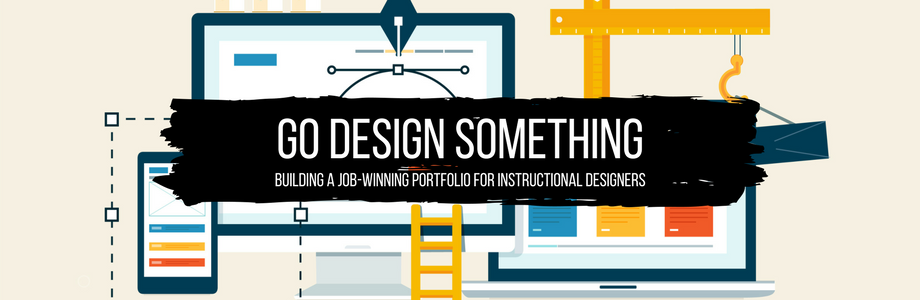 GO DESIGN SOMETHING
BUILDING A JOB-WINNING PORTFOLIO FOR INSTRUCTIONAL DESIGNERS